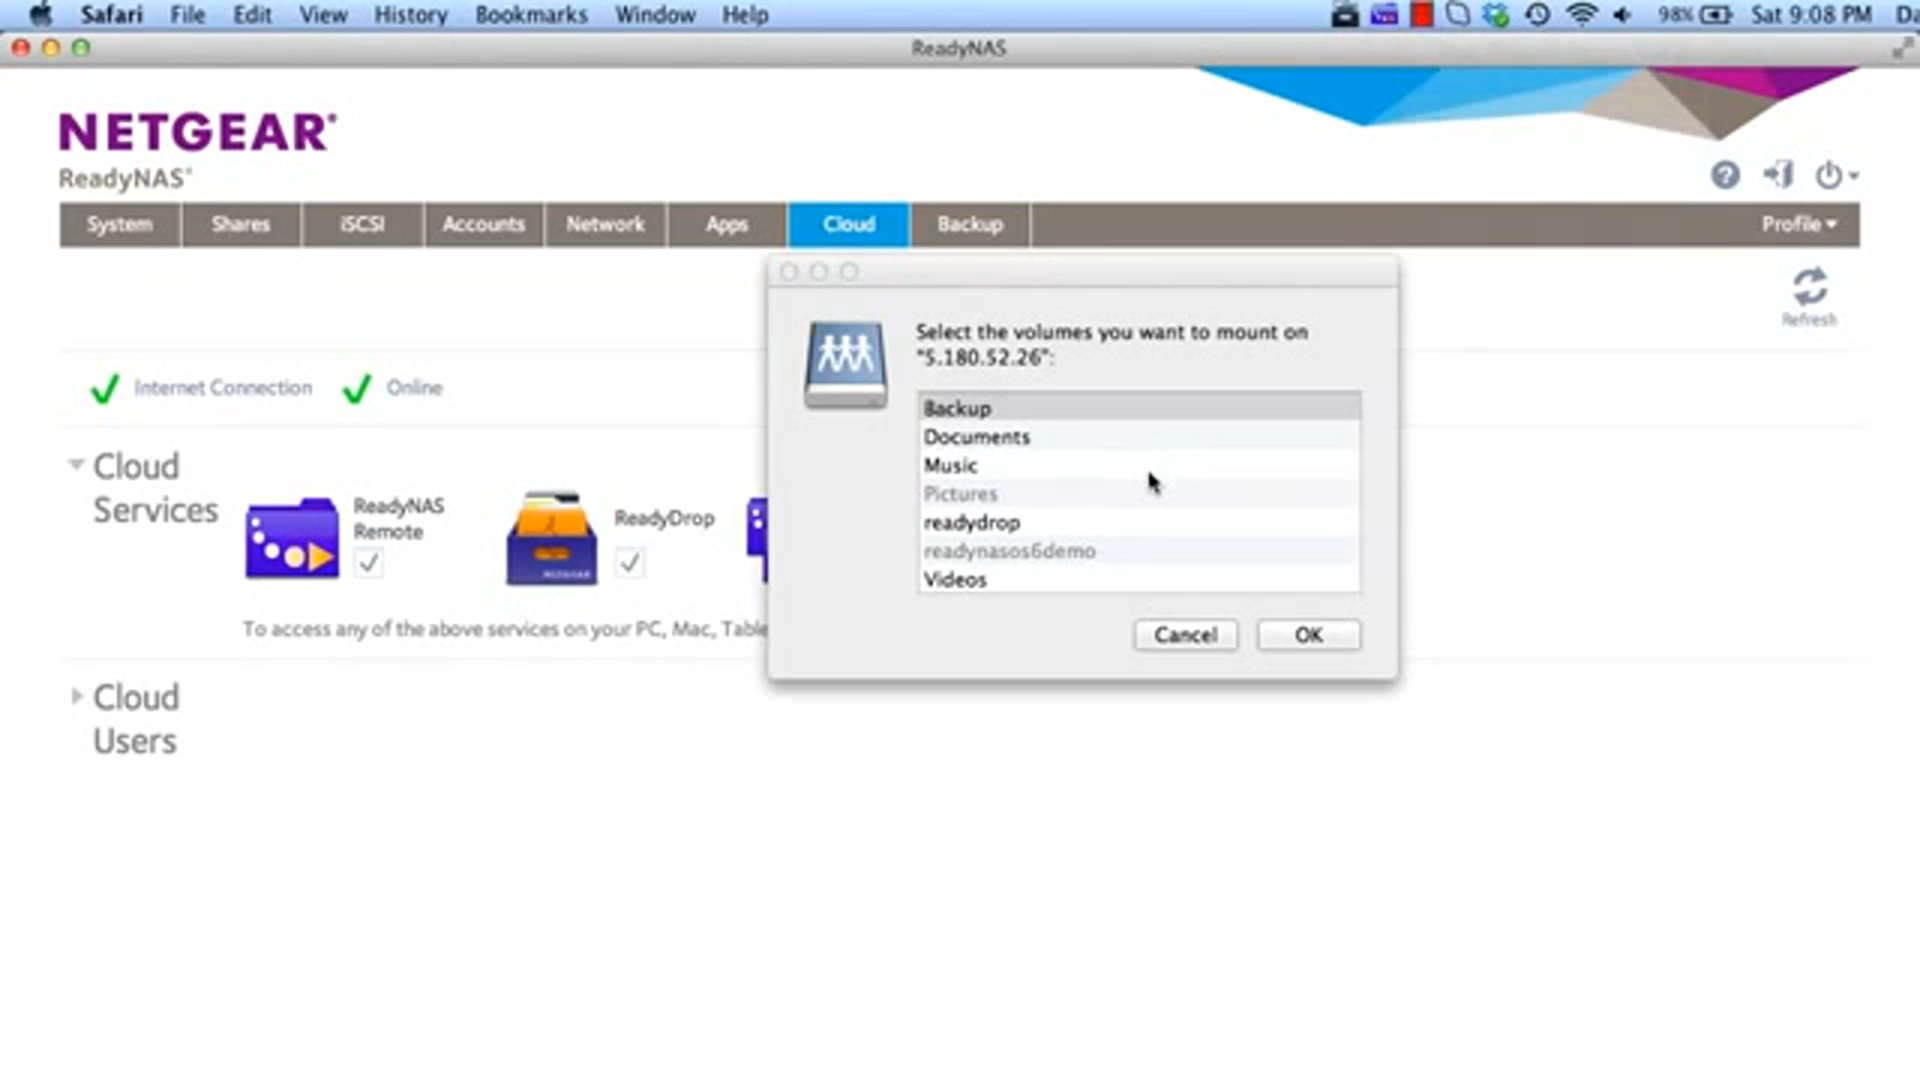 Safari File Edit View History Bookmarks Window Help 98% Sat 9:08 PM Da
ReadyNAS
NETGEAR®
ReadyNAS®
System Shares iSCSI Accounts Network Apps Cloud Backup Profile
Refresh
Select the volumes you want to mount on
"5.180.52.26":
Internet Connection Online
Backup
Documents
Music
Pictures
readydrop
readynasos6demo
Videos
Cancel OK
Cloud
Services
ReadyNAS
Remote
ReadyDrop
NETGEAR
To access any of the above services on your PC, Mac, Table
Cloud
Users